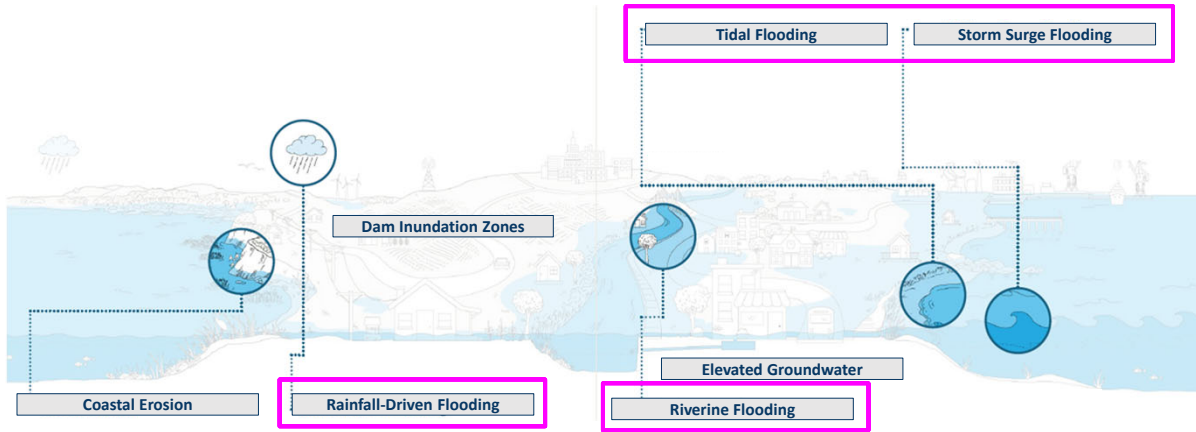 Tidal Flooding
Storm Surge Flooding
Dam Inundation Zones
Elevated Groundwater
Coastal Erosion
Rainfall-Driven Flooding
Riverine Flooding